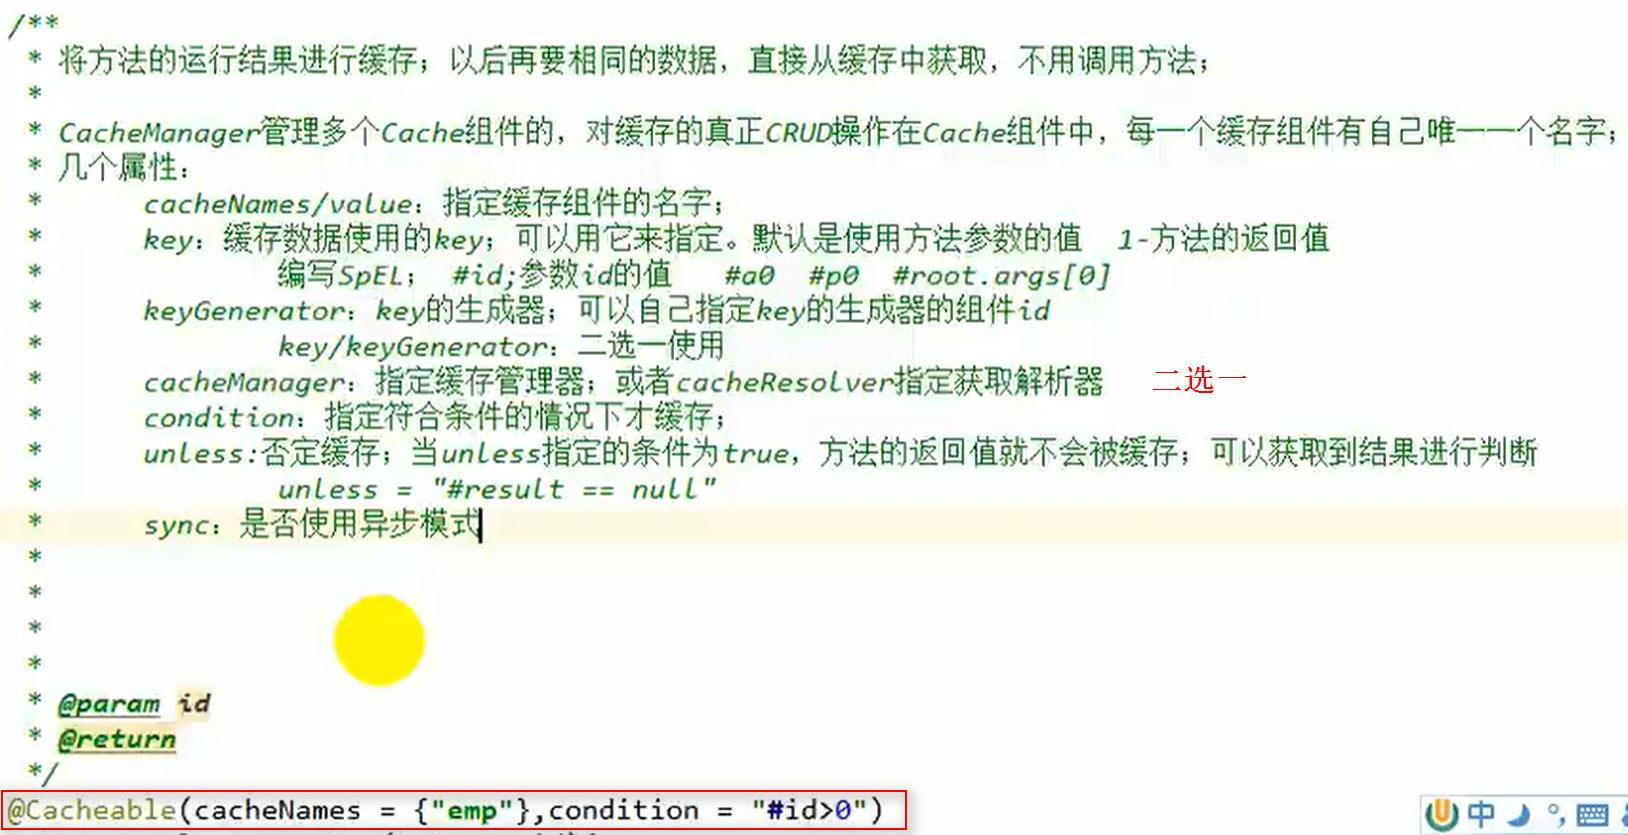 /**
* 将方法的运行结果进行缓存；以后再要相同的数据，直接从缓存中获取，不用调用方法；
*
* CacheManager管理多个Cache组件的，对缓存的真正CRUD操作在Cache组件中，每一个缓存组件有自己唯一一个名字；
* 几个属性：
* cacheNames/value：指定缓存组件的名字；
* key：缓存数据使用的key；可以用它来指定。默认是使用方法参数的值 1-方法的返回值
* 编写SpEL； #id;参数id的值 #a0 #p0 #root.args[0]
* keyGenerator：key的生成器；可以自己指定key的生成器的组件id
* key/keyGenerator：二选一使用
* cacheManager：指定缓存管理器；或者cacheResolver指定获取解析器 二选一
* condition：指定符合条件的情况下才缓存；
* unless:否定缓存；当unless指定的条件为true，方法的返回值就不会被缓存；可以获取到结果进行判断
* unless = "#result == null"
* sync：是否使用异步模式
*
*
*
*
* @param id
* @return
*/
@Cacheable(cacheNames = {"emp"},condition = "#id>0")
中